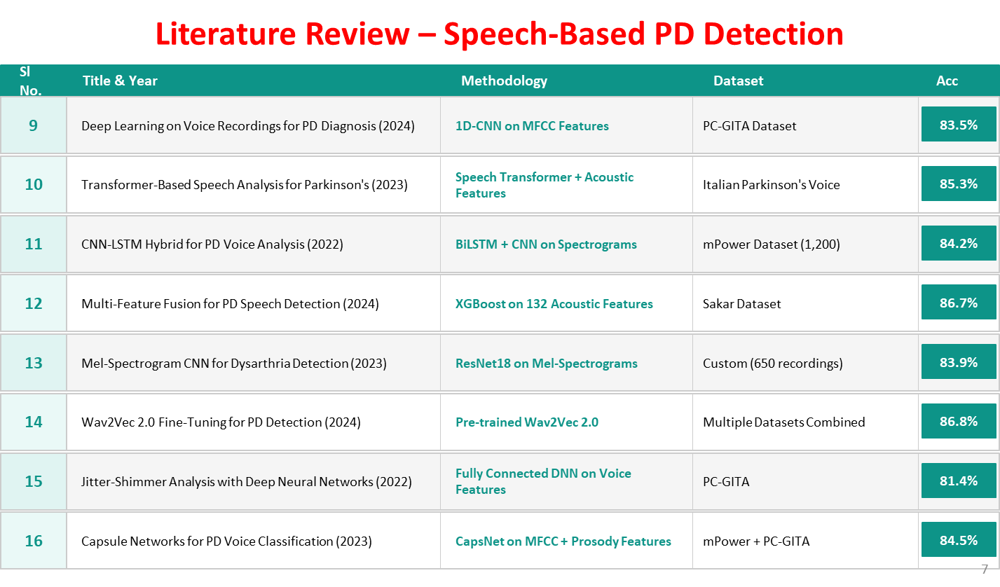 Literature Review – Speech-Based PD Detection
Sl
No.
Title & Year
Methodology
Dataset
Acc
9
Deep Learning on Voice Recordings for PD Diagnosis (2024)
1D-CNN on MFCC Features
PC-GITA Dataset
83.5%
10
Transformer-Based Speech Analysis for Parkinson's (2023)
Speech Transformer + Acoustic
Features
Italian Parkinson's Voice
85.3%
11
CNN-LSTM Hybrid for PD Voice Analysis (2022)
BiLSTM + CNN on Spectrograms
mPower Dataset (1,200)
84.2%
12
Multi-Feature Fusion for PD Speech Detection (2024)
XGBoost on 132 Acoustic Features
Sakar Dataset
86.7%
13
Mel-Spectrogram CNN for Dysarthria Detection (2023)
ResNet18 on Mel-Spectrograms
Custom (650 recordings)
83.9%
14
Wav2Vec 2.0 Fine-Tuning for PD Detection (2024)
Pre-trained Wav2Vec 2.0
Multiple Datasets Combined
86.8%
15
Jitter-Shimmer Analysis with Deep Neural Networks (2022)
Fully Connected DNN on Voice
Features
PC-GITA
81.4%
16
Capsule Networks for PD Voice Classification (2023)
CapsNet on MFCC + Prosody Features
mPower + PC-GITA
84.5%
7